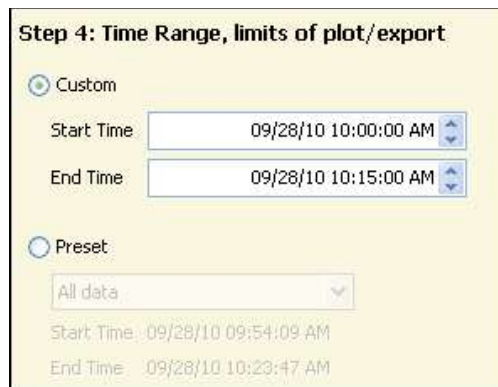 Step 4: Time Range, limits of plot/export
Custom
Start Time 09/28/10 10:00:00 AM
End Time 09/28/10 10:15:00 AM
Preset
All data
Start Time 09/28/10 09:54:09 AM
End Time 09/28/10 10:23:47 AM